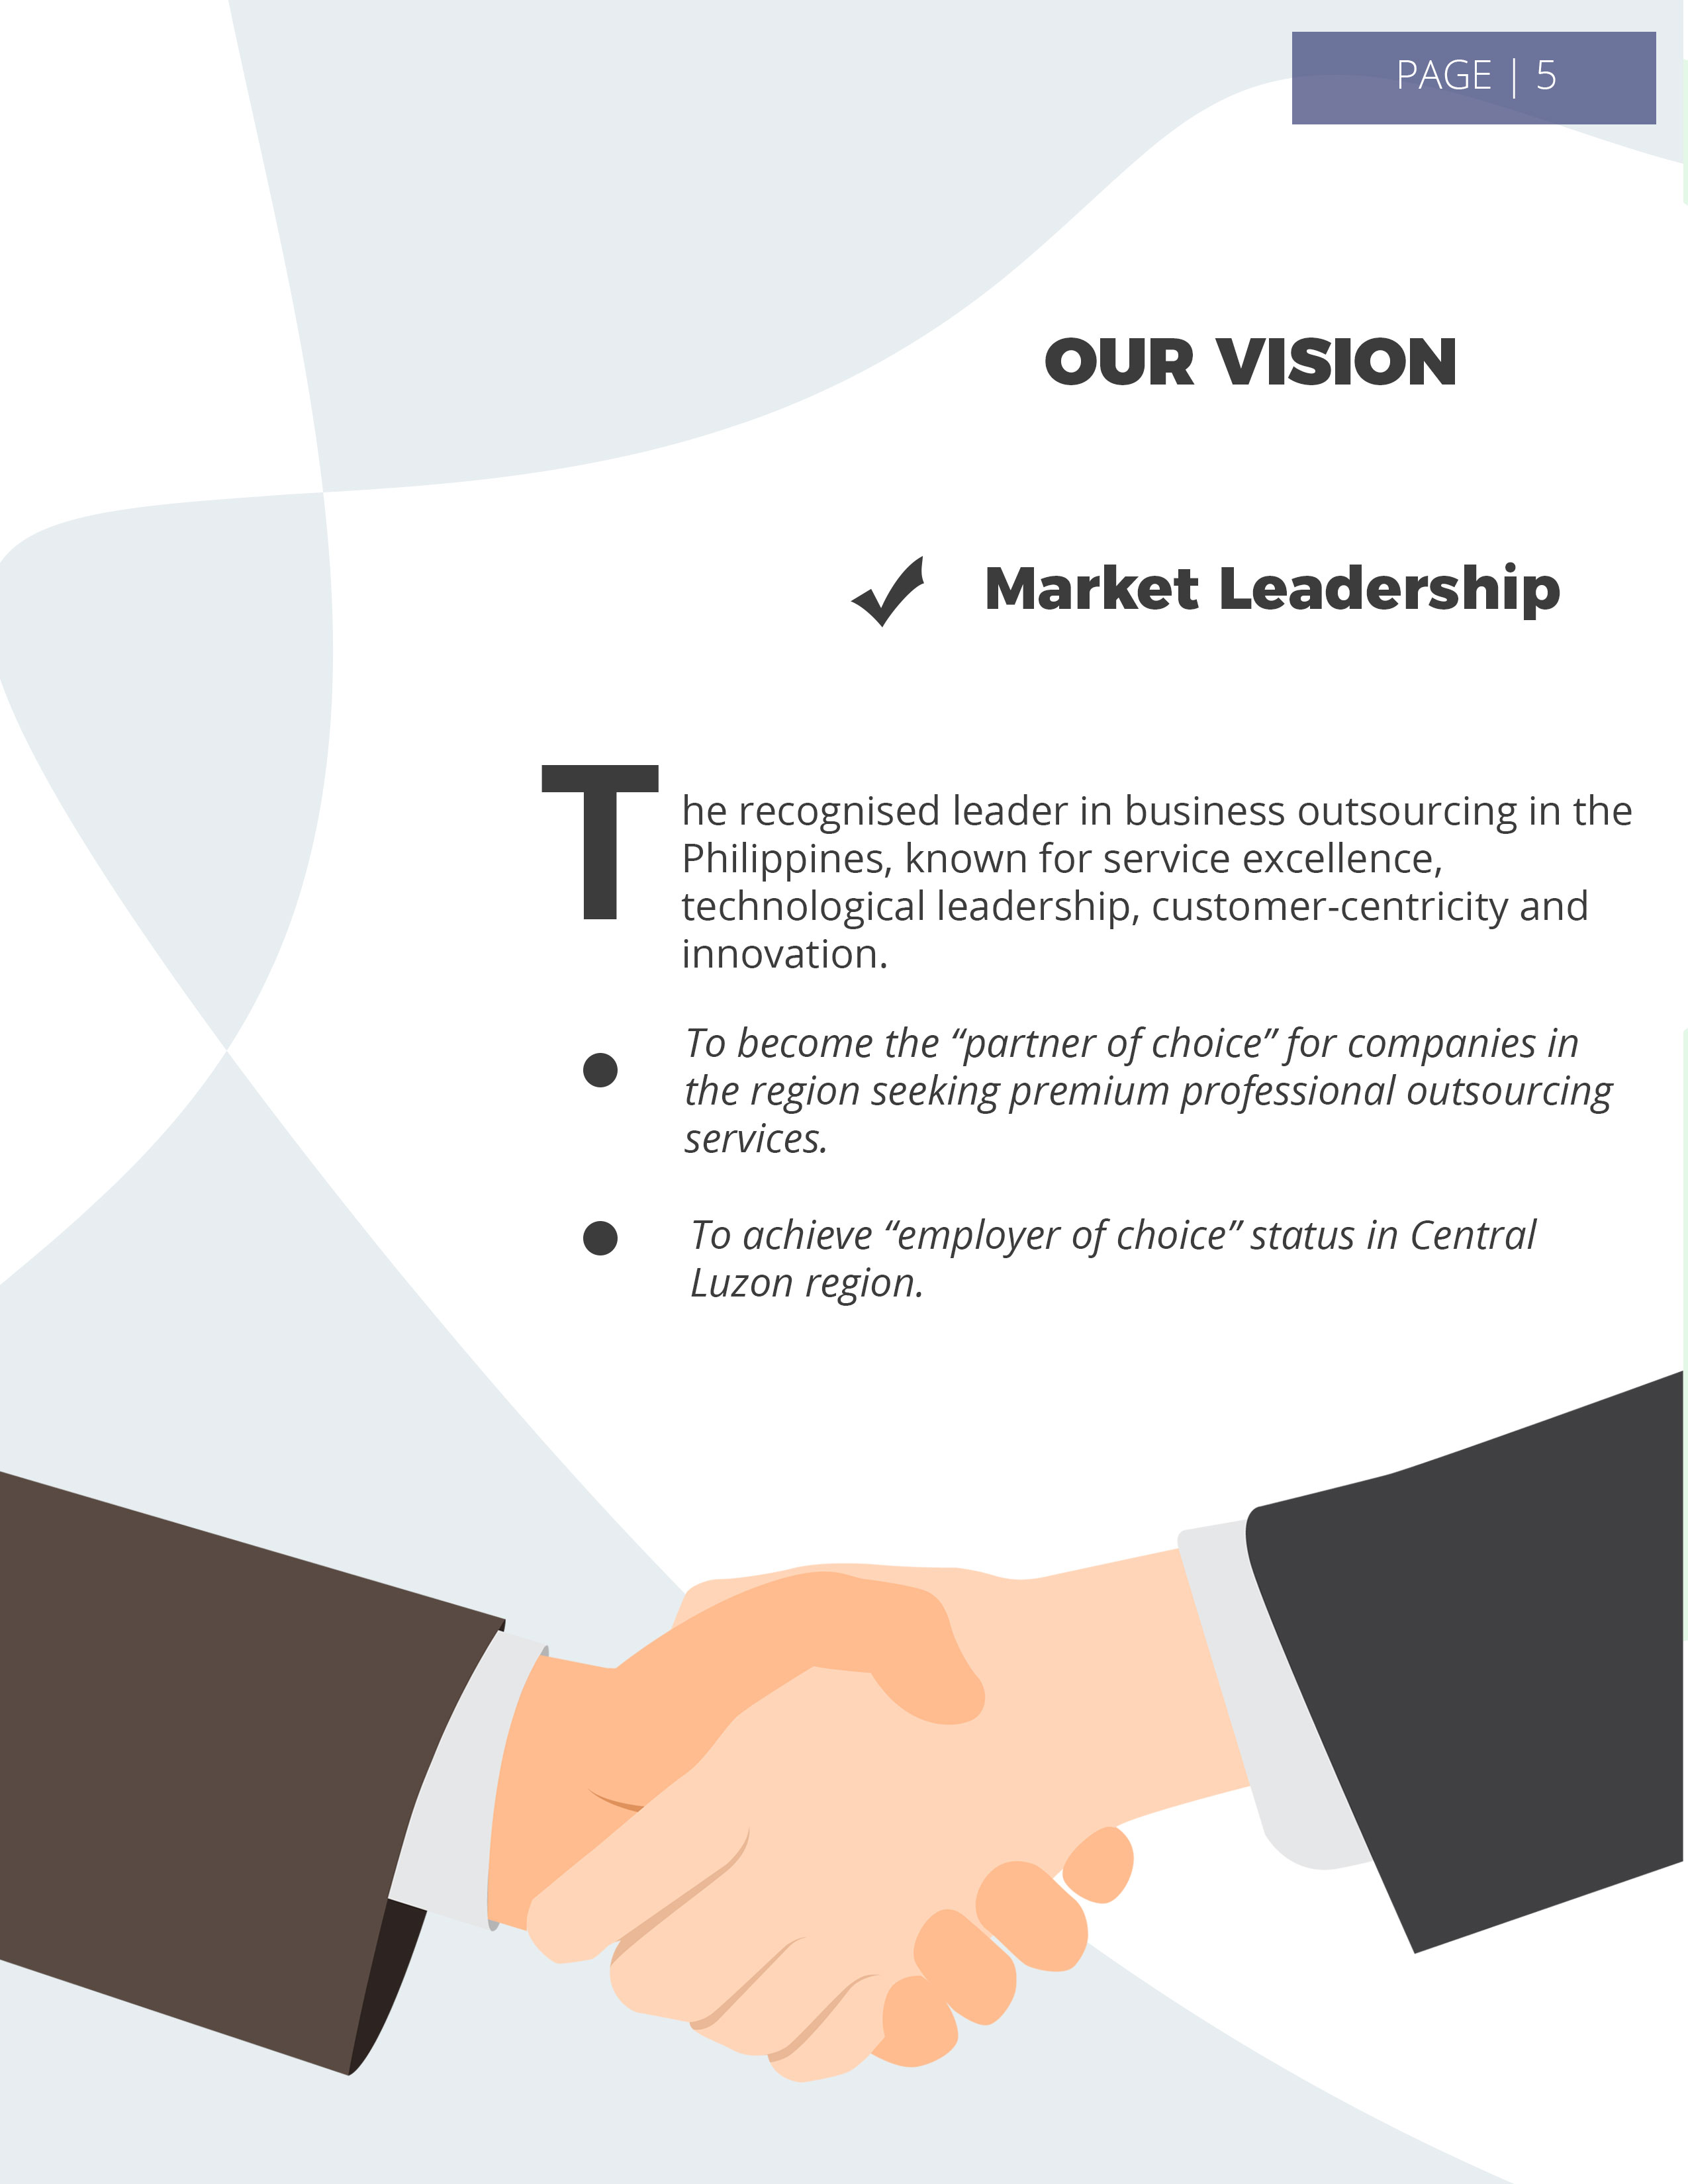 PAGE | 5
OUR VISION
Market Leadership
The recognised leader in business outsourcing in the
Philippines, known for service excellence,
technological leadership, customer-centricity and
innovation.
● To become the “partner of choice” for companies in
the region seeking premium professional outsourcing
services.
● To achieve “employer of choice” status in Central
Luzon region.